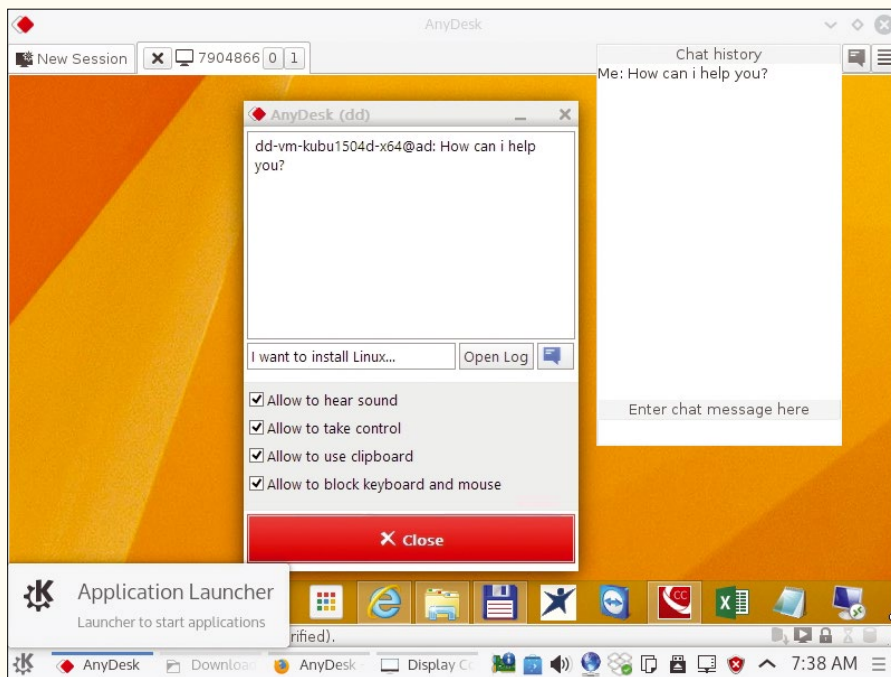 AnyDesk
New Session
7904866 0 1
Chat history
Me: How can i help you?
AnyDesk (dd)
dd-vm-kubu1504d-x64@ad: How can i help
you?
I want to install Linux...
Open Log
Allow to hear sound
Allow to take control
Allow to use clipboard
Allow to block keyboard and mouse
Close
Enter chat message here
Application Launcher
Launcher to start applications
AnyDesk
Download
AnyDesk -
Display Co
7:38 AM